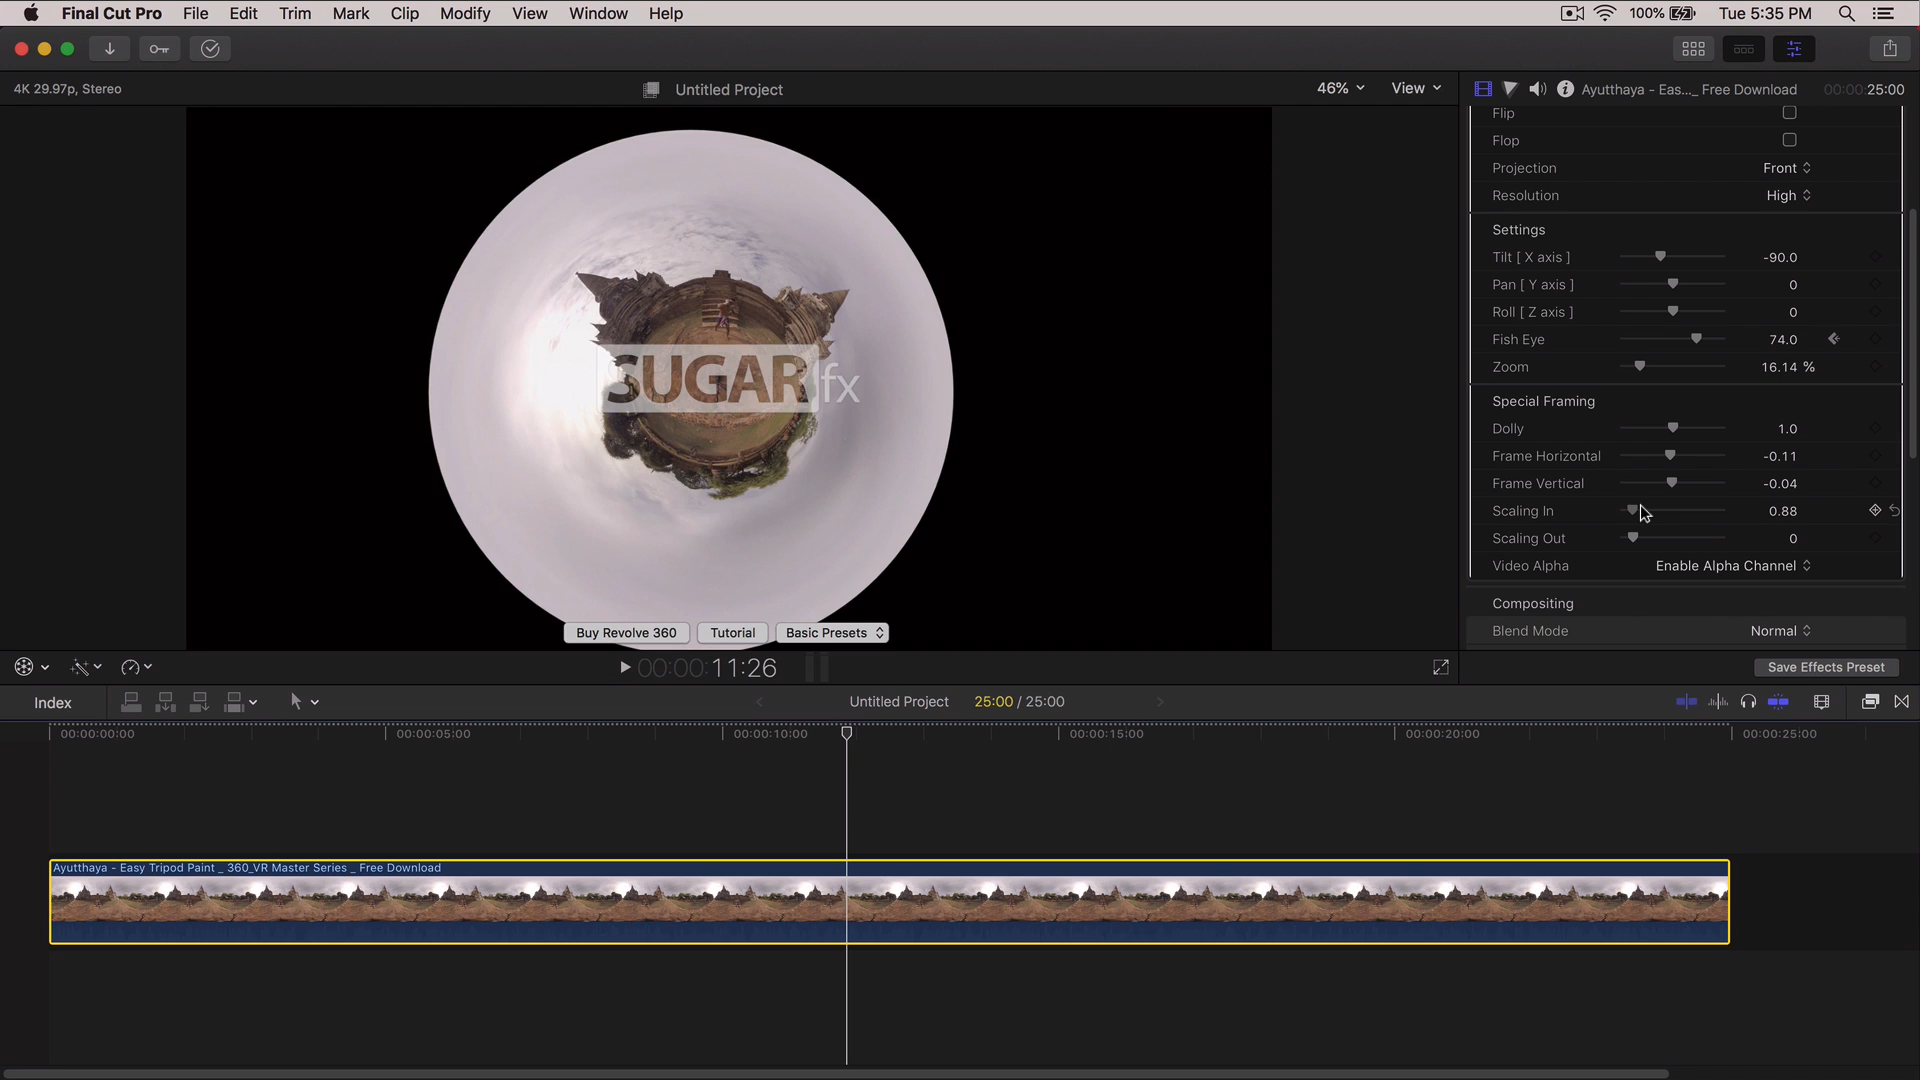 Final Cut Pro File Edit Trim Mark Clip Modify View Window Help 100% Tue 5:35 PM
4K 29.97p, Stereo Untitled Project 46% View Ayutthaya - Eas..._ Free Download 00:00:25:00
Flip
Flop
Projection Front
Resolution High
Settings
Tilt [ X axis ] -90.0
Pan [ Y axis ] 0
Roll [ Z axis ] 0
Fish Eye 74.0
Zoom 16.14 %
Special Framing
Dolly 1.0
Frame Horizontal -0.11
Frame Vertical -0.04
Scaling In 0.88
Scaling Out 0
Video Alpha Enable Alpha Channel
Compositing
Blend Mode Normal
SUGARfx
Buy Revolve 360 Tutorial Basic Presets
00:00:11:26 Save Effects Preset
Index Untitled Project 25:00 / 25:00
00:00:00:00 00:00:05:00 00:00:10:00 00:00:15:00 00:00:20:00 00:00:25:00
Ayutthaya - Easy Tripod Paint _ 360_VR Master Series _ Free Download